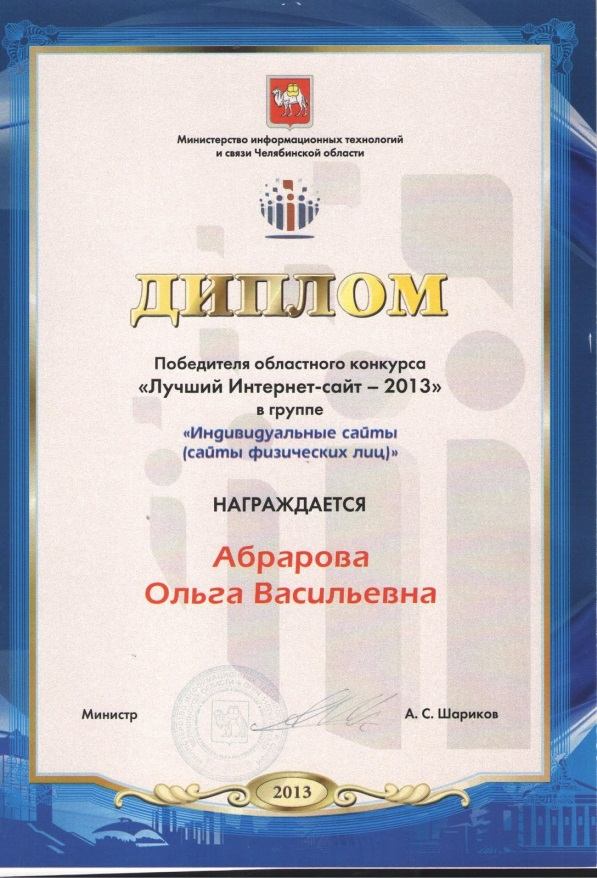 Министерство информационных технологий
и связи Челябинской области
ДИПЛОМ
Победителя областного конкурса
«Лучший Интернет-сайт – 2013»
в группе
«Индивидуальные сайты
(сайты физических лиц)»
НАГРАЖДАЕТСЯ
Абрарова
Ольга Васильевна
Министр
А. С. Шариков
2013